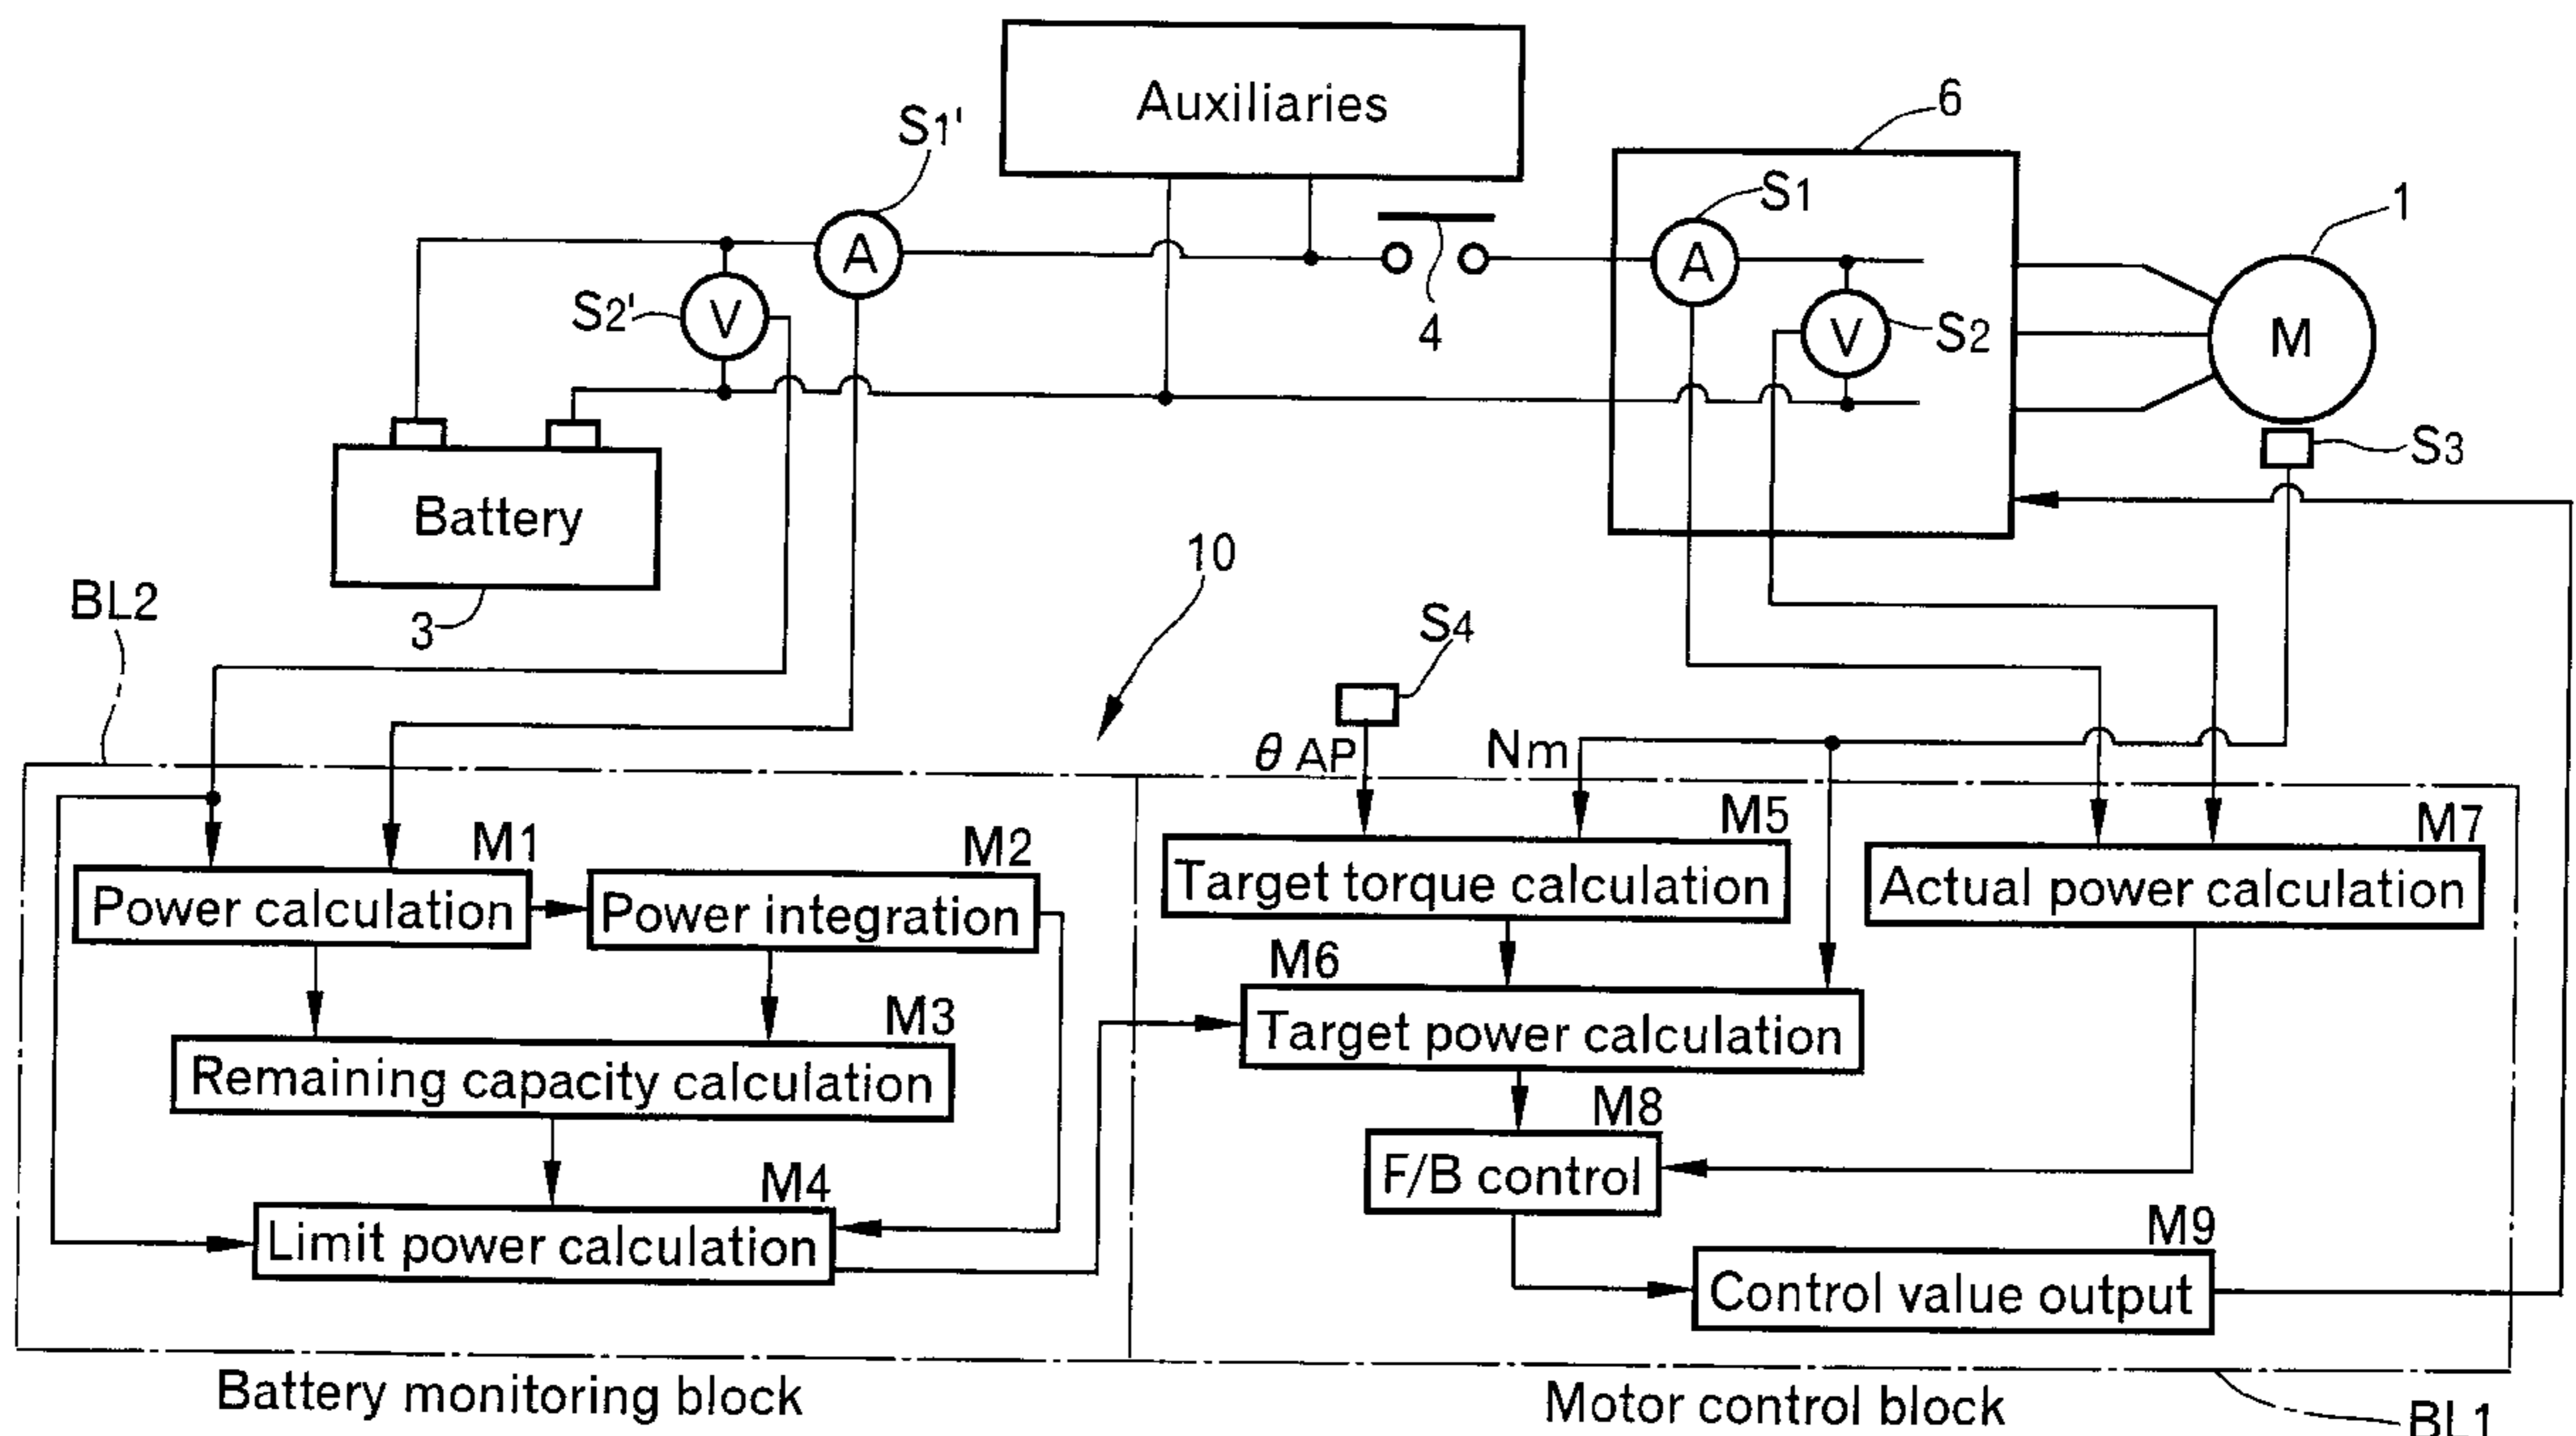 Auxiliaries
6
S1'
S1
1
A
A
S2'
V
4
V
S2
M
S3
Battery
10
BL2
3
S4
θ AP
Nm
M1
M2
M5
M7
Power calculation
Power integration
Target torque calculation
Actual power calculation
M6
M3
Target power calculation
Remaining capacity calculation
M8
M4
F/B control
Limit power calculation
M9
Control value output
Battery monitoring block
Motor control block
BL1